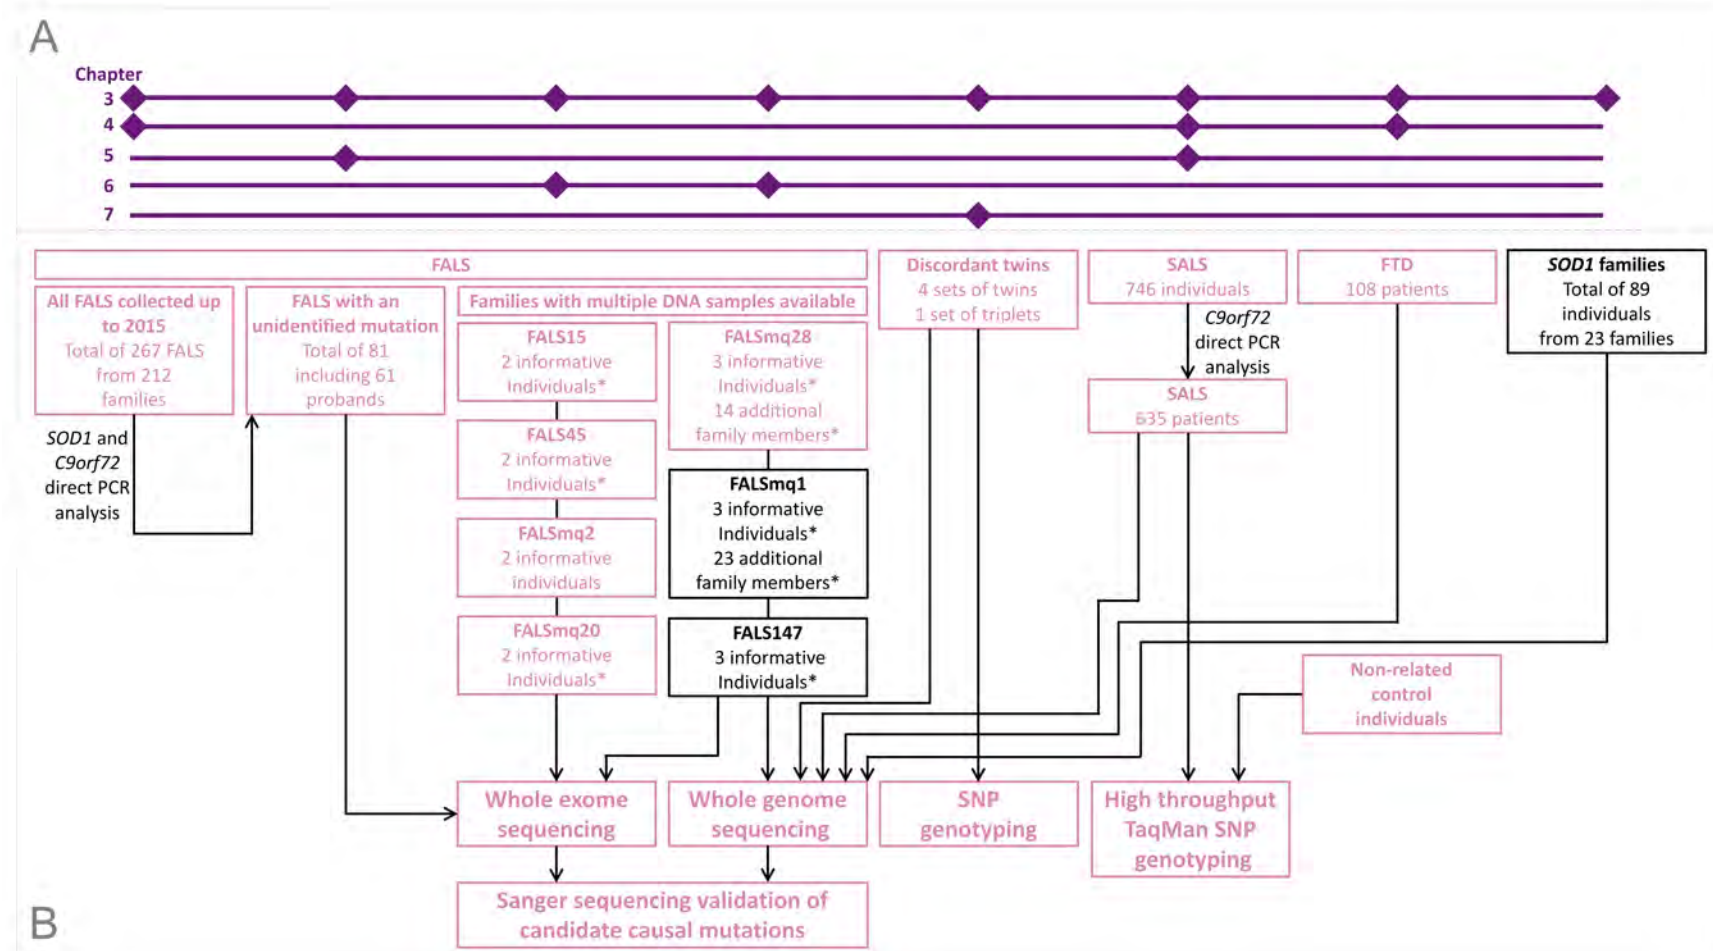 A
Chapter
3
4
5
6
7
FALS
All FALS collected up
to 2015
Total of 267 FALS
from 212
families
FALS with an
unidentified mutation
Total of 81
including 61
probands
Families with multiple DNA samples available
FALS15
2 informative
Individuals*
FALS45
2 informative
Individuals*
FALSmq2
2 informative
individuals
FALSmq20
2 informative
Individuals*
FALSmq28
3 informative
Individuals*
14 additional
family members*
FALSmq1
3 informative
Individuals*
23 additional
family members*
FALS147
3 informative
Individuals*
Discordant twins
4 sets of twins
1 set of triplets
SALS
746 individuals
C9orf72
direct PCR
analysis
SALS
635 patients
FTD
108 patients
SOD1 families
Total of 89
individuals
from 23 families
SOD1 and
C9orf72
direct PCR
analysis
Non-related
control
individuals
Whole exome
sequencing
Whole genome
sequencing
SNP
genotyping
High throughput
TaqMan SNP
genotyping
Sanger sequencing validation of
candidate causal mutations
B